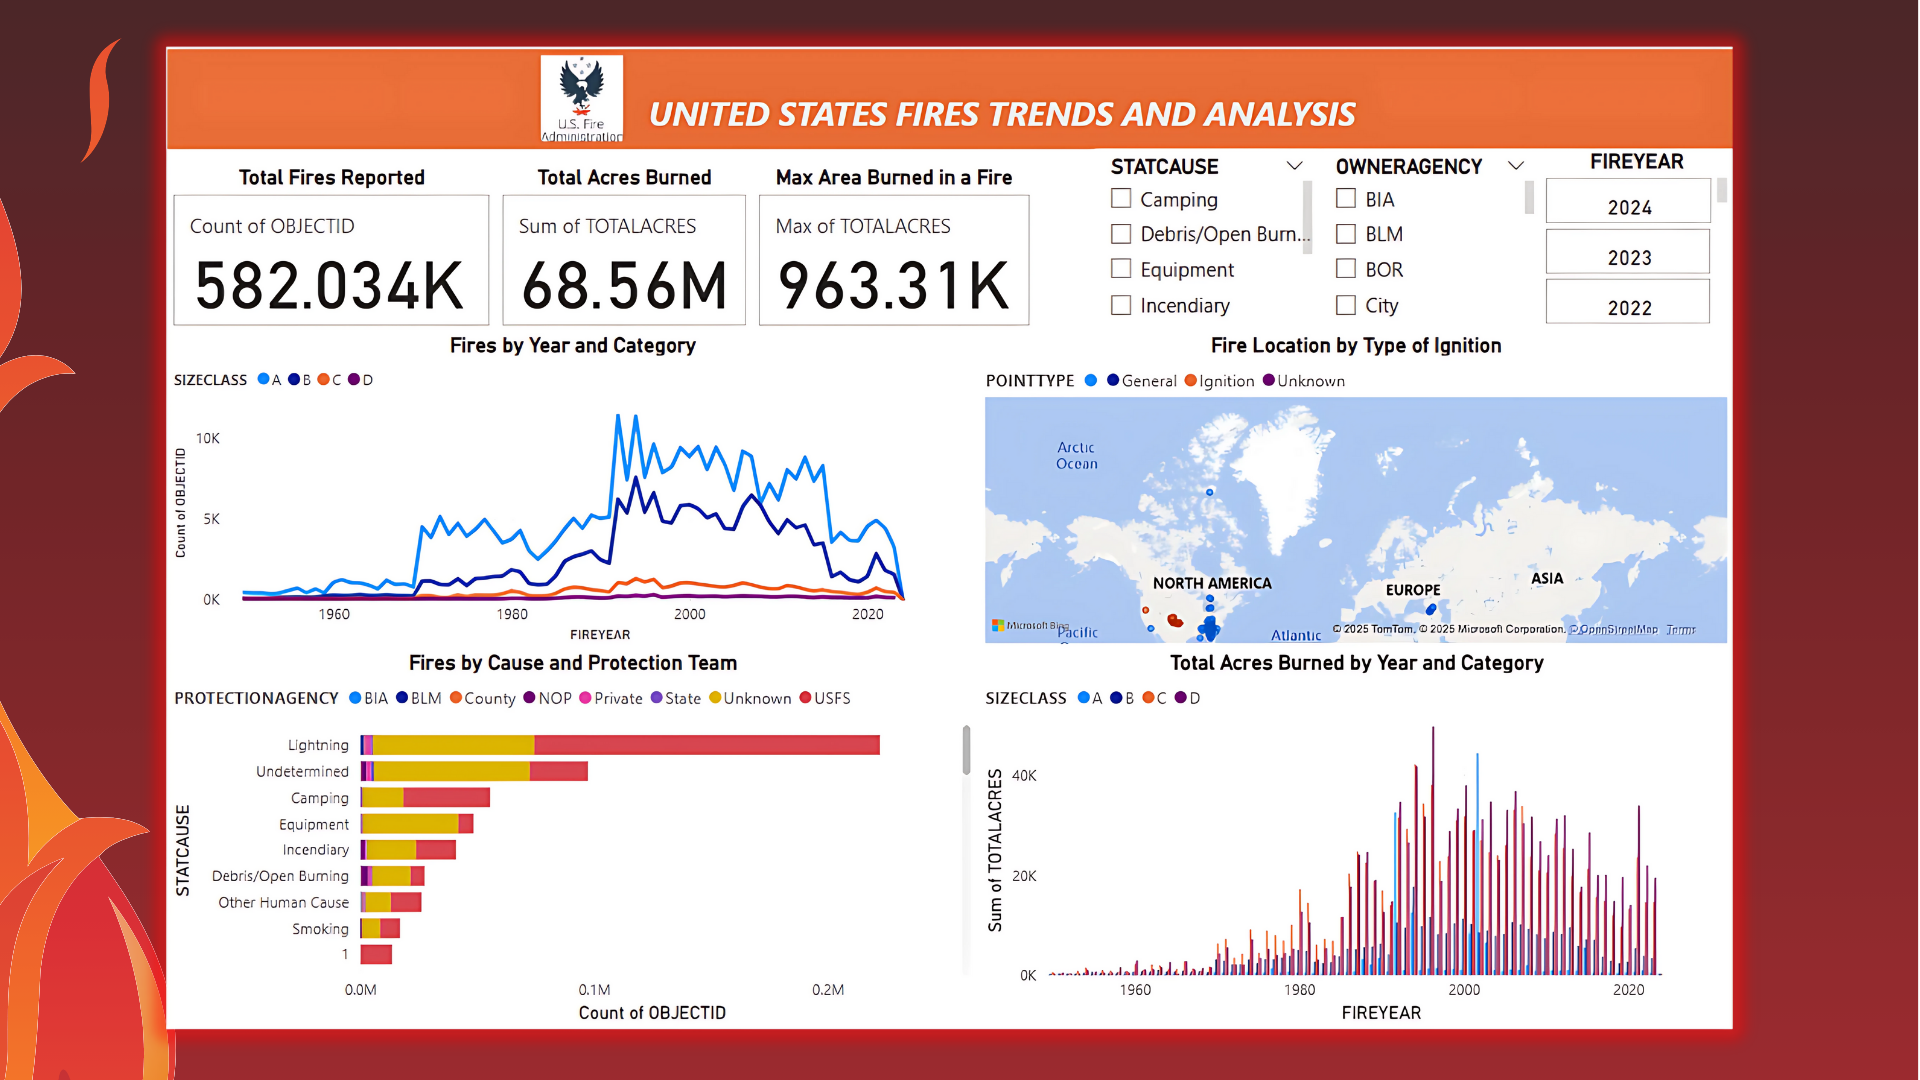 U.S. Fire
Administration
UNITED STATES FIRES TRENDS AND ANALYSIS
Total Fires Reported
Count of OBJECTID
582.034K
Total Acres Burned
Sum of TOTALACRES
68.56M
Max Area Burned in a Fire
Max of TOTALACRES
963.31K
STATCAUSE
Camping
Debris/Open Burn...
Equipment
Incendiary
OWNERAGENCY
BIA
BLM
BOR
City
FIREYEAR
2024
2023
2022
Fires by Year and Category
SIZECLASS A B C D
Count of OBJECTID
10K
5K
0K
1960 1980 2000 2020
FIREYEAR
Fire Location by Type of Ignition
POINTTYPE General Ignition Unknown
Arctic
Ocean
NORTH AMERICA
EUROPE
ASIA
Microsoft Bing
Pacific
Atlantic
© 2025 TomTom, © 2025 Microsoft Corporation, © OpenStreetMap Terms
Fires by Cause and Protection Team
PROTECTIONAGENCY BIA BLM County NOP Private State Unknown USFS
STATCAUSE
Lightning
Undetermined
Camping
Equipment
Incendiary
Debris/Open Burning
Other Human Cause
Smoking
1
0.0M 0.1M 0.2M
Count of OBJECTID
Total Acres Burned by Year and Category
SIZECLASS A B C D
Sum of TOTALACRES
40K
20K
0K
1960 1980 2000 2020
FIREYEAR